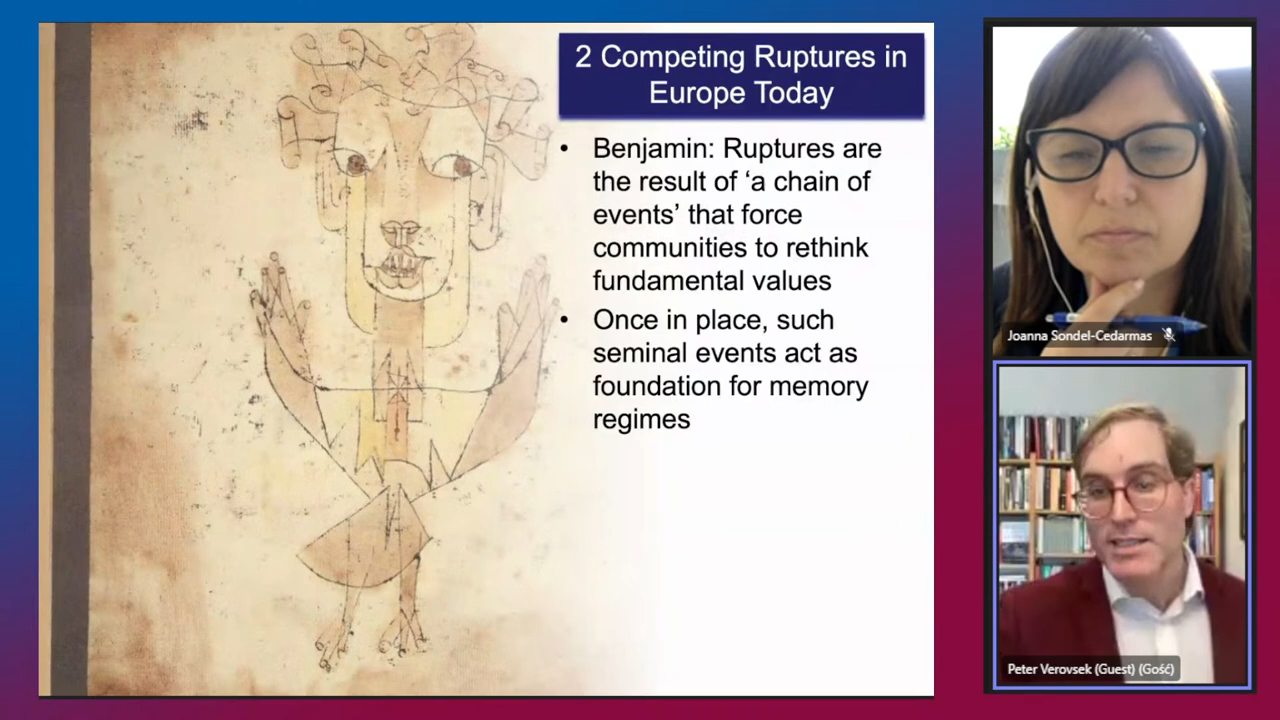 2 Competing Ruptures in
Europe Today
• Benjamin: Ruptures are
the result of ‘a chain of
events’ that force
communities to rethink
fundamental values
• Once in place, such
seminal events act as
foundation for memory
regimes
Joanna Sondel-Cedarmas
Peter Verovsek (Guest) (Gość)